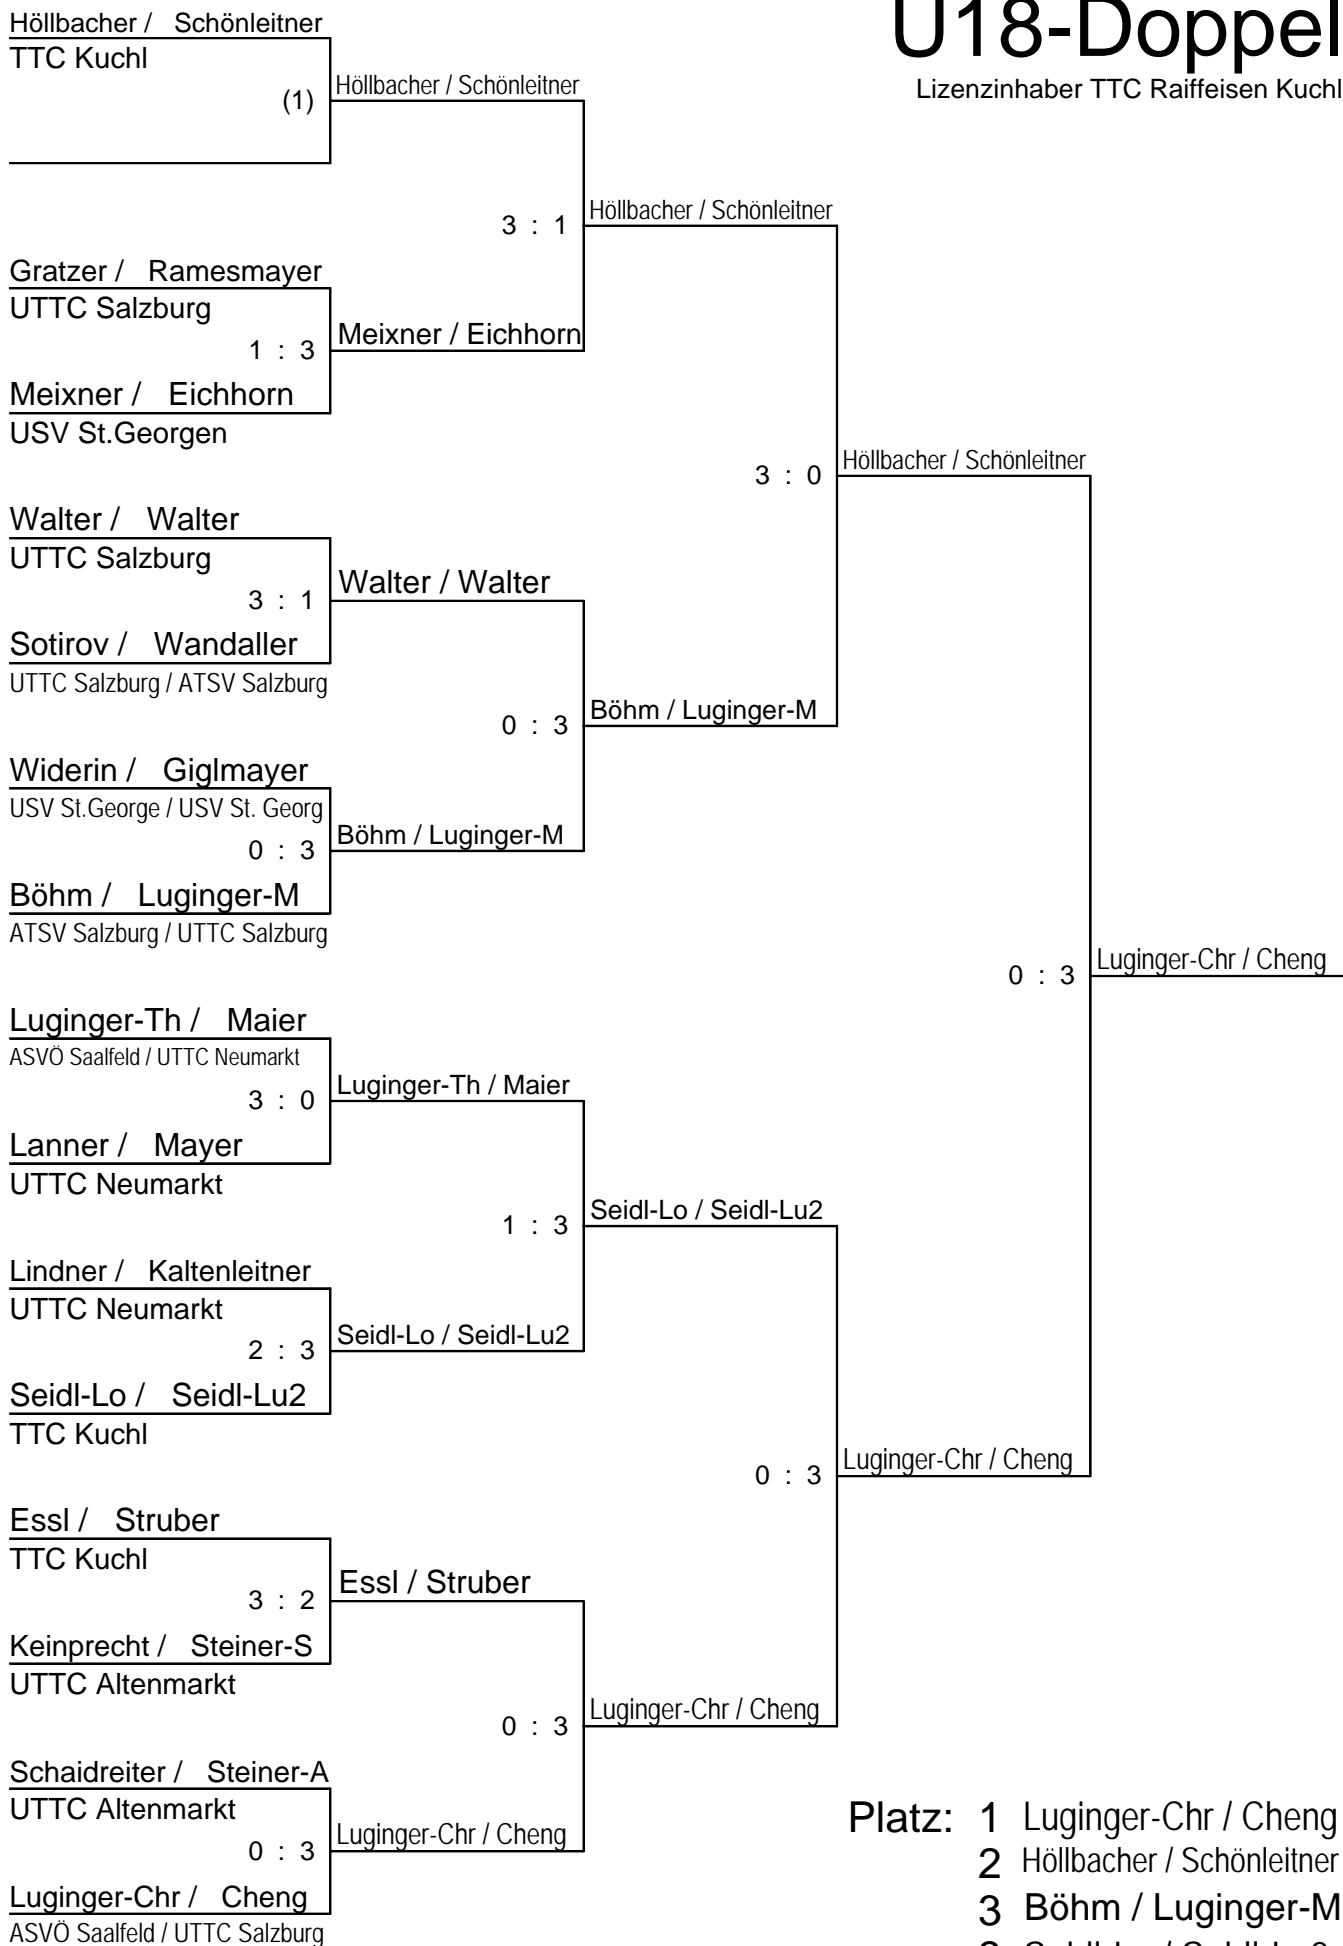 U18-Doppel
Lizenzinhaber TTC Raiffeisen Kuchl
Höllbacher / Schönleitner
TTC Kuchl
(1)
Höllbacher / Schönleitner
3 : 1
Höllbacher / Schönleitner
Gratzer / Ramesmayer
UTTC Salzburg
1 : 3
Meixner / Eichhorn
Meixner / Eichhorn
USV St.Georgen
3 : 0
Höllbacher / Schönleitner
Walter / Walter
UTTC Salzburg
3 : 1
Walter / Walter
Sotirov / Wandaller
UTTC Salzburg / ATSV Salzburg
0 : 3
Böhm / Luginger-M
Widerin / Giglmayer
USV St.George / USV St. Georg
0 : 3
Böhm / Luginger-M
Böhm / Luginger-M
ATSV Salzburg / UTTC Salzburg
0 : 3
Luginger-Chr / Cheng
Luginger-Th / Maier
ASVÖ Saalfeld / UTTC Neumarkt
3 : 0
Luginger-Th / Maier
Lanner / Mayer
UTTC Neumarkt
1 : 3
Seidl-Lo / Seidl-Lu2
Lindner / Kaltenleitner
UTTC Neumarkt
2 : 3
Seidl-Lo / Seidl-Lu2
Seidl-Lo / Seidl-Lu2
TTC Kuchl
0 : 3
Luginger-Chr / Cheng
Essl / Struber
TTC Kuchl
3 : 2
Essl / Struber
Keinprecht / Steiner-S
UTTC Altenmarkt
0 : 3
Luginger-Chr / Cheng
Schaidreiter / Steiner-A
UTTC Altenmarkt
0 : 3
Luginger-Chr / Cheng
Luginger-Chr / Cheng
ASVÖ Saalfeld / UTTC Salzburg
Platz: 1 Luginger-Chr / Cheng
2 Höllbacher / Schönleitner
3 Böhm / Luginger-M